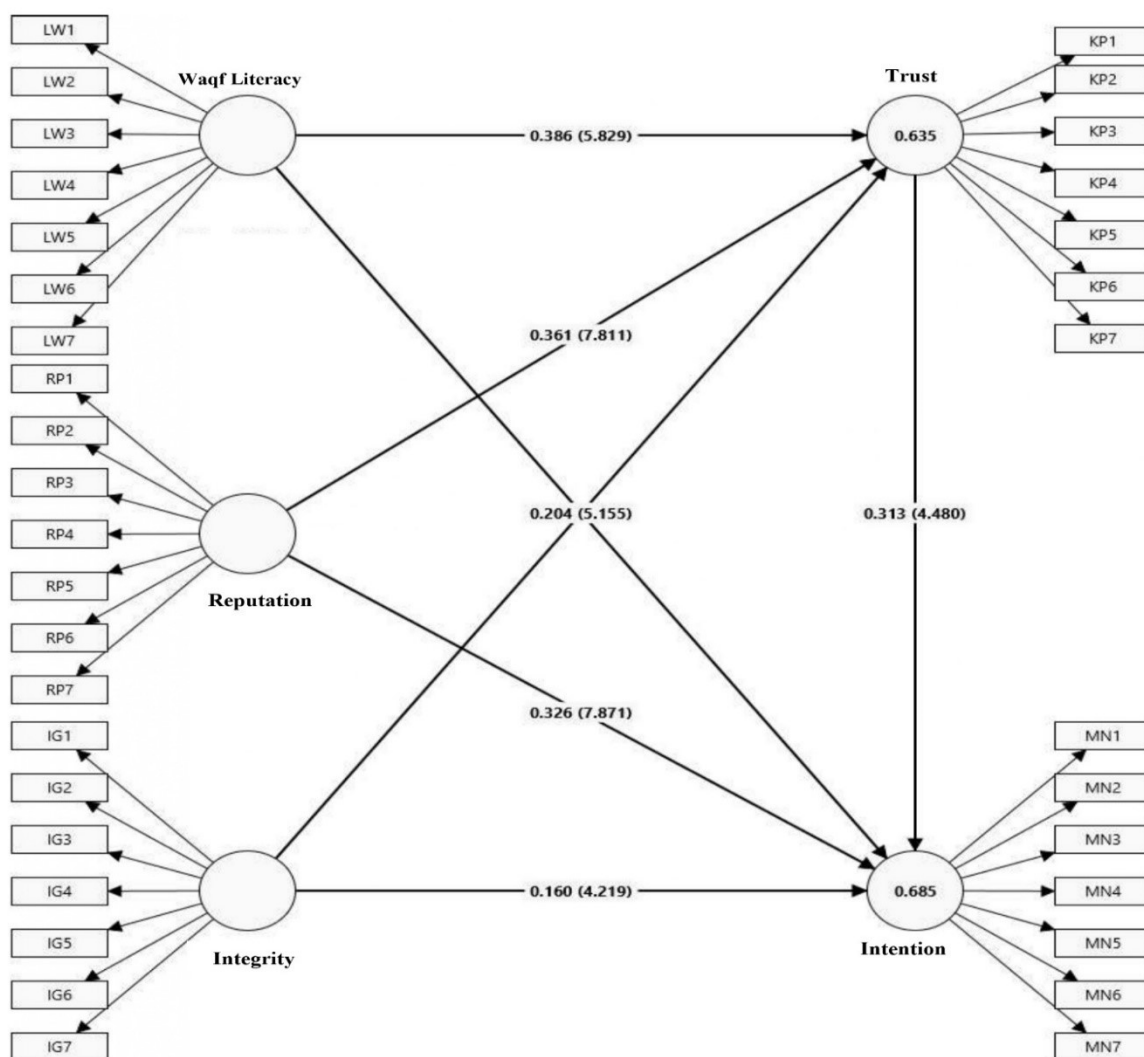 LW1
LW2
LW3
LW4
LW5
LW6
LW7
RP1
RP2
RP3
RP4
RP5
RP6
RP7
IG1
IG2
IG3
IG4
IG5
IG6
IG7
Waqf Literacy
Reputation
Integrity
0.386 (5.829)
0.361 (7.811)
0.204 (5.155)
0.326 (7.871)
0.160 (4.219)
Trust
0.635
0.313 (4.480)
0.685
Intention
KP1
KP2
KP3
KP4
KP5
KP6
KP7
MN1
MN2
MN3
MN4
MN5
MN6
MN7